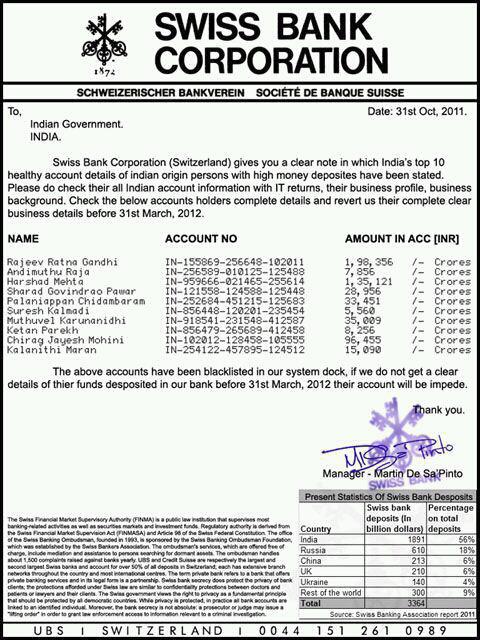 SWISS BANK
CORPORATION
1872
SCHWEIZERISCHER BANKVEREIN SOCIÉTÉ DE BANQUE SUISSE
To,
Date: 31st Oct, 2011.
Indian Government.
INDIA.
Swiss Bank Corporation (Switzerland) gives you a clear note in which India's top 10
healthy account details of indian origin persons with high money deposites have been stated.
Please do check their all Indian account information with IT returns, their business profile, business
background. Check the below accounts holders complete details and revert us their complete clear
business details before 31st March, 2012.
NAME ACCOUNT NO AMOUNT IN ACC [INR]
Rajeev Ratna Gandhi IN-155869-256648-102011 1,98,356 /- Crores
Andimuthu Raja IN-256589-010125-125488 7,856 /- Crores
Harshad Mehta IN-959666-021465-255614 1,35,121 /- Crores
Sharad Govindrao Pawar IN-121558-124588-125448 28,956 /- Crores
Palaniappan Chidambaram IN-252684-451215-125683 33,451 /- Crores
Suresh Kalmadi IN-856448-120201-235454 5,560 /- Crores
Muthuvel Karunanidhi IN-918541-231548-412587 35,009 /- Crores
Ketan Parekh IN-856479-265689-412458 8,256 /- Crores
Chirag Jayesh Mohini IN-102012-128458-105555 96,455 /- Crores
Kalanithi Maran IN-254122-457895-124512 15,090 /- Crores
The above accounts have been blacklisted in our system dock, if we do not get a clear
details of thier funds desposited in our bank before 31st March, 2012 their account will be impede.
Thank you.
Manager - Martin De Sa'Pinto
SWISS BANK
The Swiss Financial Market Supervisory Authority (FINMA) is a public law institution that supervises most
banking-related activities as well as securities markets and investment funds. Regulatory authority is derived from
the Swiss Financial Market Supervision Act (FINMASA) and Article 98 of the Swiss Federal Constitution. The office
of the Swiss Banking Ombudsman, founded in 1993, is sponsored by the Swiss Banking Ombudsman Foundation,
which was established by the Swiss Bankers Association. The ombudsman's services, which are offered free of
charge, include mediation and assistance to persons searching for dormant assets. The ombudsman handles
about 1,500 complaints raised against banks yearly. UBS and Credit Suisse are respectively the largest and
second largest Swiss banks and account for over 50% of all deposits in Switzerland, each has extensive branch
networks throughout the country and most international centres. The term private bank refers to a bank that offers
private banking services and in its legal form is a partnership. Swiss bank secrecy does protect the privacy of bank
clients; the protections afforded under Swiss law are similar to confidentiality protections between doctors and
patients or lawyers and their clients. The Swiss government views the right to privacy as a fundamental principle
that should be protected by all democratic countries. While privacy is protected, in practice all bank accounts are
linked to an identified individual. Moreover, the bank secrecy is not absolute: a prosecutor or judge may issue a
"lifting order" in order to grant law enforcement access to information relevant to a criminal investigation.
Present Statistics Of Swiss Bank Desposits
Country Swiss bank deposits (In billion dollars) Percentage on total deposits
India 1891 56%
Russia 610 18%
China 213 6%
UK 210 6%
Ukraine 140 4%
Rest of the world 300 9%
Total 3364
Source: Swiss Banking Association report 2011
UBS I SWITZERLAND I 0044 151 261 0989